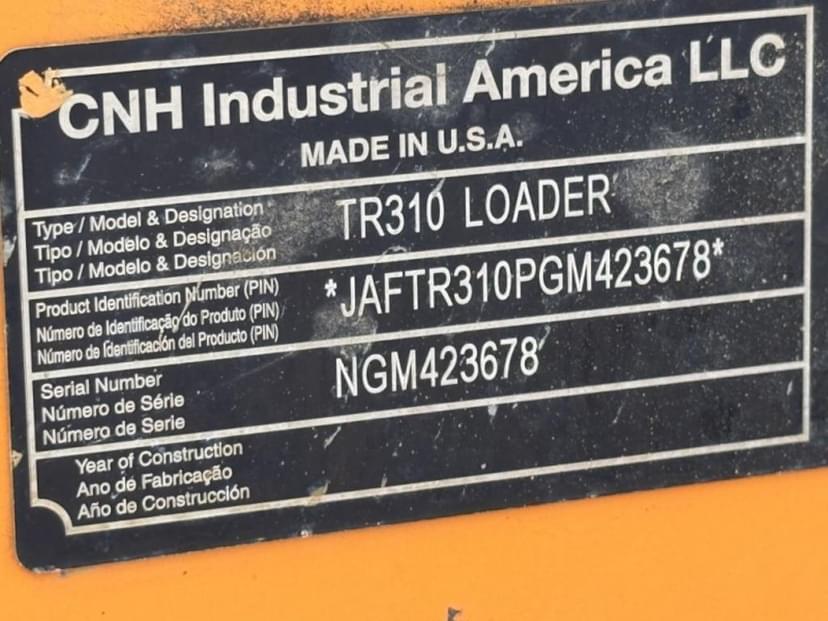 CNH Industrial America LLC
MADE IN U.S.A.
Type / Model & Designation
Tipo / Modelo & Designação
Tipo / Modelo & Designación
TR310 LOADER
Product Identification Number (PIN)
Número de Identificação do Produto (PIN)
Número de Identificación del Producto (PIN)
*JAFTR310PGM423678*
Serial Number
Número de Série
Número de Serie
NGM423678
Year of Construction
Ano de Fabricação
Año de Construcción